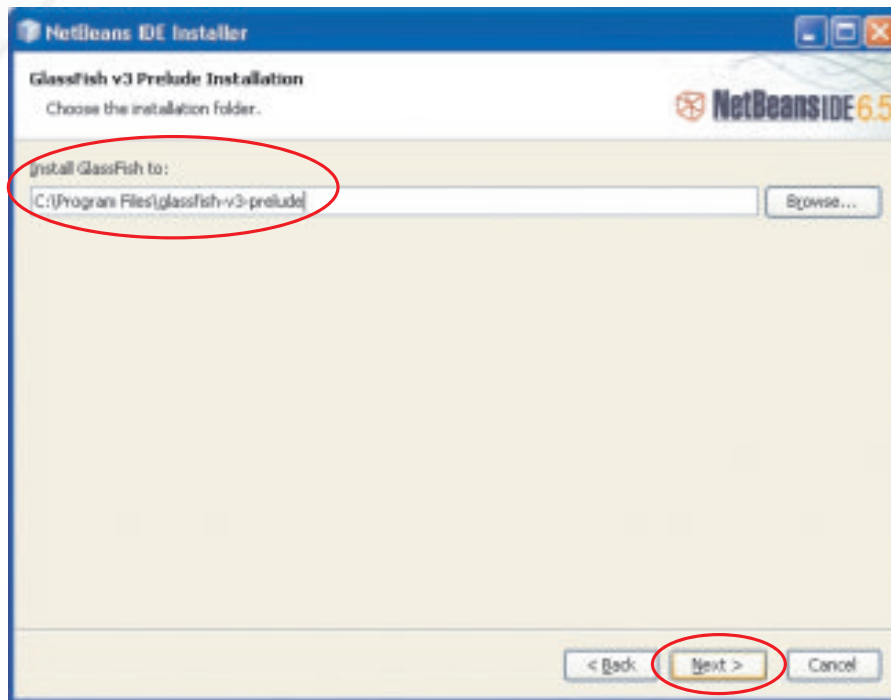 NetBeans IDE Installer
GlassFish v3 Prelude Installation
Choose the installation folder.
NetBeans IDE 6.5
Install GlassFish to:
C:\Program Files\glassfish-v3-prelude
Browse...
< Back
Next >
Cancel